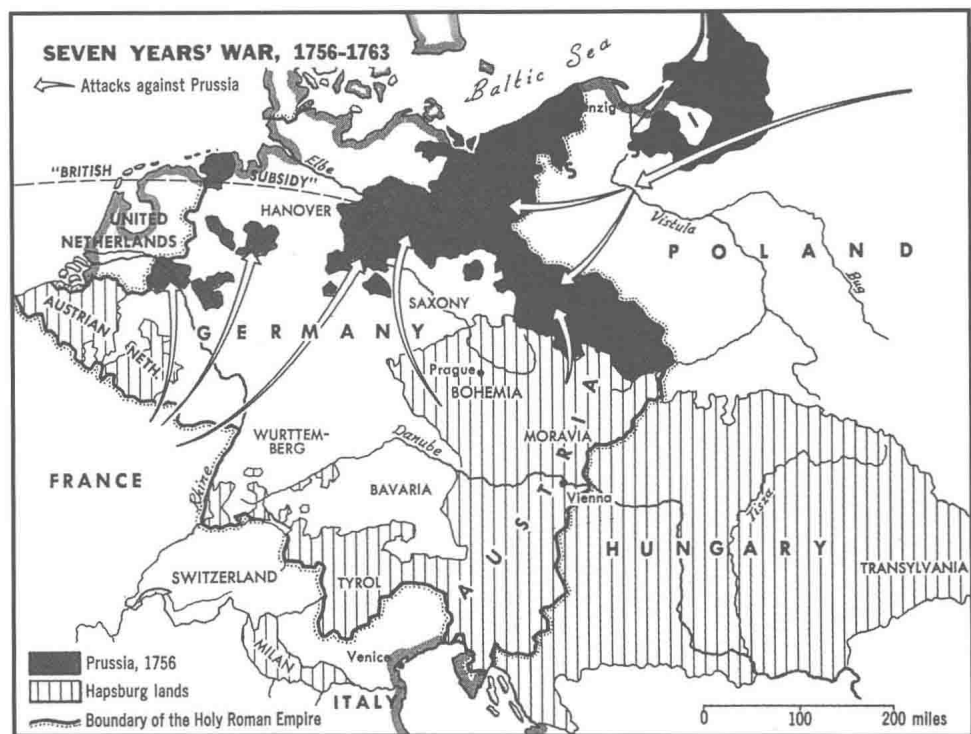 SEVEN YEARS' WAR, 1756-1763
Attacks against Prussia
Baltic Sea
nzig
I
S
S
Elbe
"BRITISH SUBSIDY"
HANOVER
UNITED
NETHERLANDS
Vistula
POLAND
Bug
AUSTRIAN
NETH.
SAXONY
GERMANY
Prague
BOHEMIA
WURTTEM-
BERG
Danube
MORAVIA
FRANCE
Rhine
BAVARIA
Vienna
Tisza
AUSTRIA
HUNGARY
TRANSYLVANIA
SWITZERLAND
TYROL
MILAN
Venice
ITALY
Prussia, 1756
Hapsburg lands
Boundary of the Holy Roman Empire
0 100 200 miles